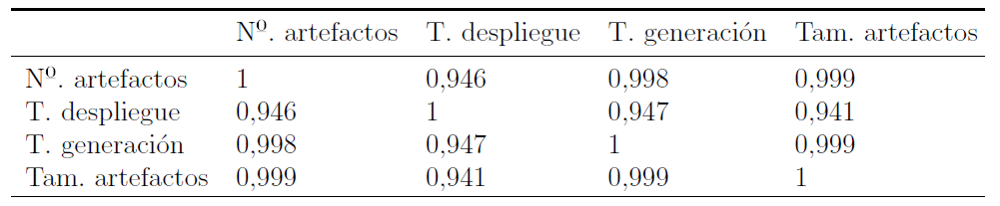 Nº. artefactos T. despliegue T. generación Tam. artefactos
Nº. artefactos 1 0,946 0,998 0,999
T. despliegue 0,946 1 0,947 0,941
T. generación 0,998 0,947 1 0,999
Tam. artefactos 0,999 0,941 0,999 1